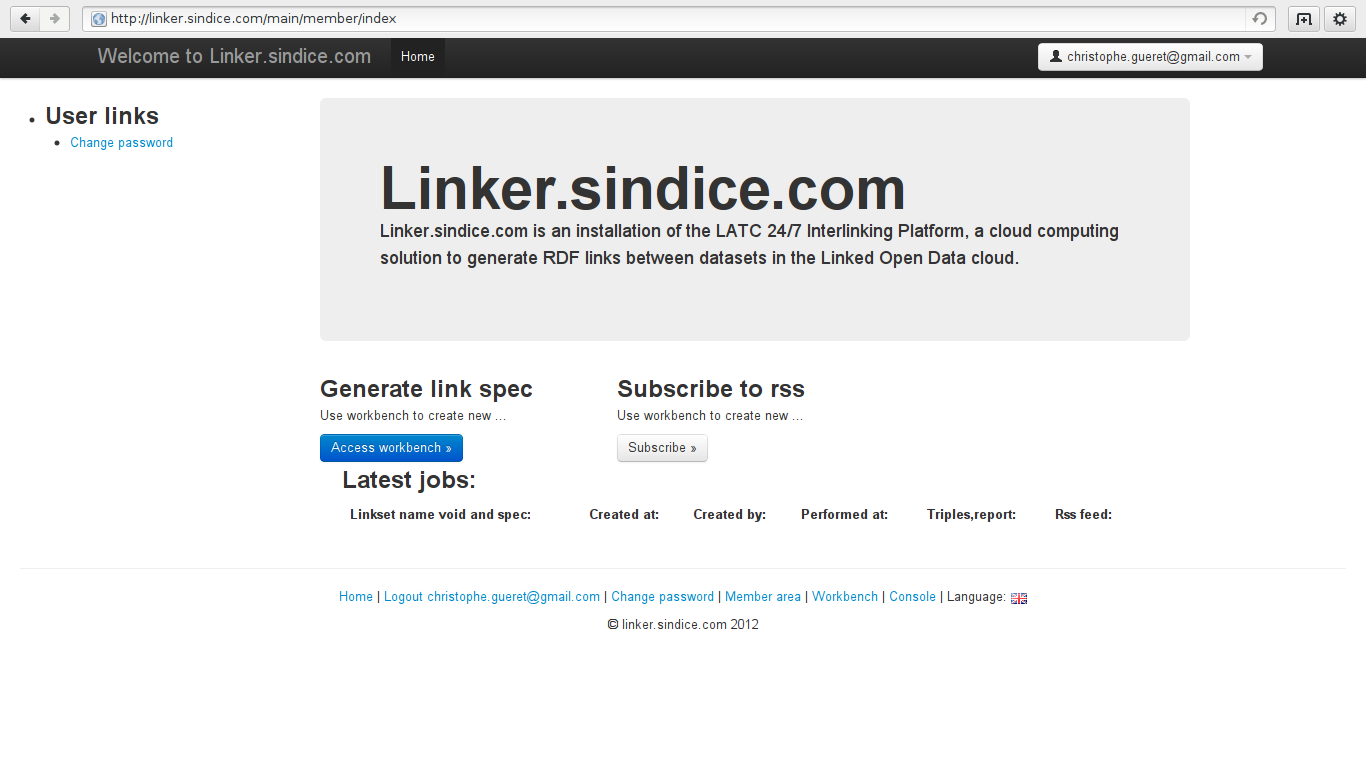 http://linker.sindice.com/main/member/index
Welcome to Linker.sindice.com Home christophe.gueret@gmail.com
User links
Change password
Linker.sindice.com
Linker.sindice.com is an installation of the LATC 24/7 Interlinking Platform, a cloud computing
solution to generate RDF links between datasets in the Linked Open Data cloud.
Generate link spec
Use workbench to create new ...
Access workbench »
Subscribe to rss
Use workbench to create new ...
Subscribe »
Latest jobs:
Linkset name void and spec: Created at: Created by: Performed at: Triples,report: Rss feed:
Home | Logout christophe.gueret@gmail.com | Change password | Member area | Workbench | Console | Language:
© linker.sindice.com 2012